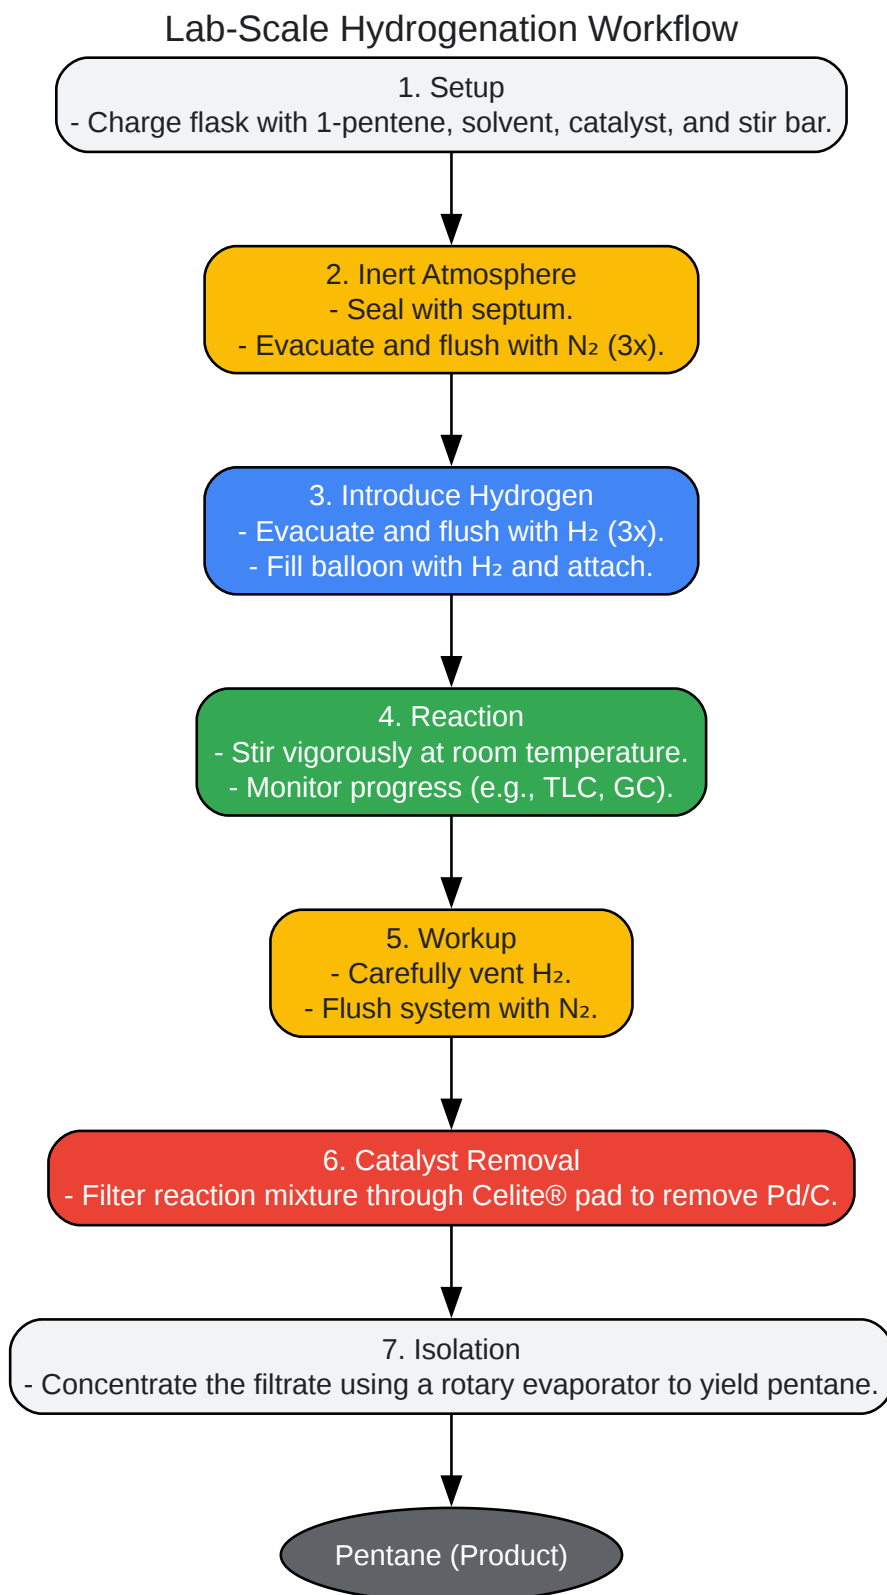 Lab-Scale Hydrogenation Workflow
1. Setup
- Charge flask with 1-pentene, solvent, catalyst, and stir bar.
2. Inert Atmosphere
- Seal with septum.
- Evacuate and flush with N₂ (3x).
3. Introduce Hydrogen
- Evacuate and flush with H₂ (3x).
- Fill balloon with H₂ and attach.
4. Reaction
- Stir vigorously at room temperature.
- Monitor progress (e.g., TLC, GC).
5. Workup
- Carefully vent H₂.
- Flush system with N₂.
6. Catalyst Removal
- Filter reaction mixture through Celite® pad to remove Pd/C.
7. Isolation
- Concentrate the filtrate using a rotary evaporator to yield pentane.
Pentane (Product)